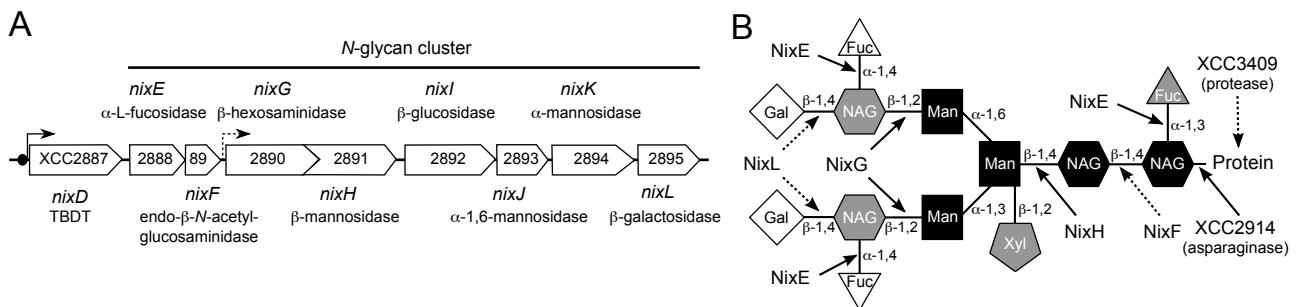 A
N-glycan cluster
nixE
nixG
nixI
nixK
α-L-fucosidase
β-hexosaminidase
β-glucosidase
α-mannosidase
XCC2887
2888
89
2890
2891
2892
2893
2894
2895
nixD
nixF
nixH
nixJ
nixL
TBDT
endo-β-N-acetyl-
glucosaminidase
β-mannosidase
α-1,6-mannosidase
β-galactosidase
B
NixE
Fuc
α-1,4
Gal
β-1,4
NAG
β-1,2
Man
α-1,6
NixL
NixG
Man
β-1,4
NAG
β-1,4
NAG
Protein
NixE
Fuc
α-1,3
XCC3409
(protease)
Gal
β-1,4
NAG
β-1,2
Man
α-1,3
β-1,2
Xyl
NixH
NixF
XCC2914
(asparaginase)
NixE
α-1,4
Fuc